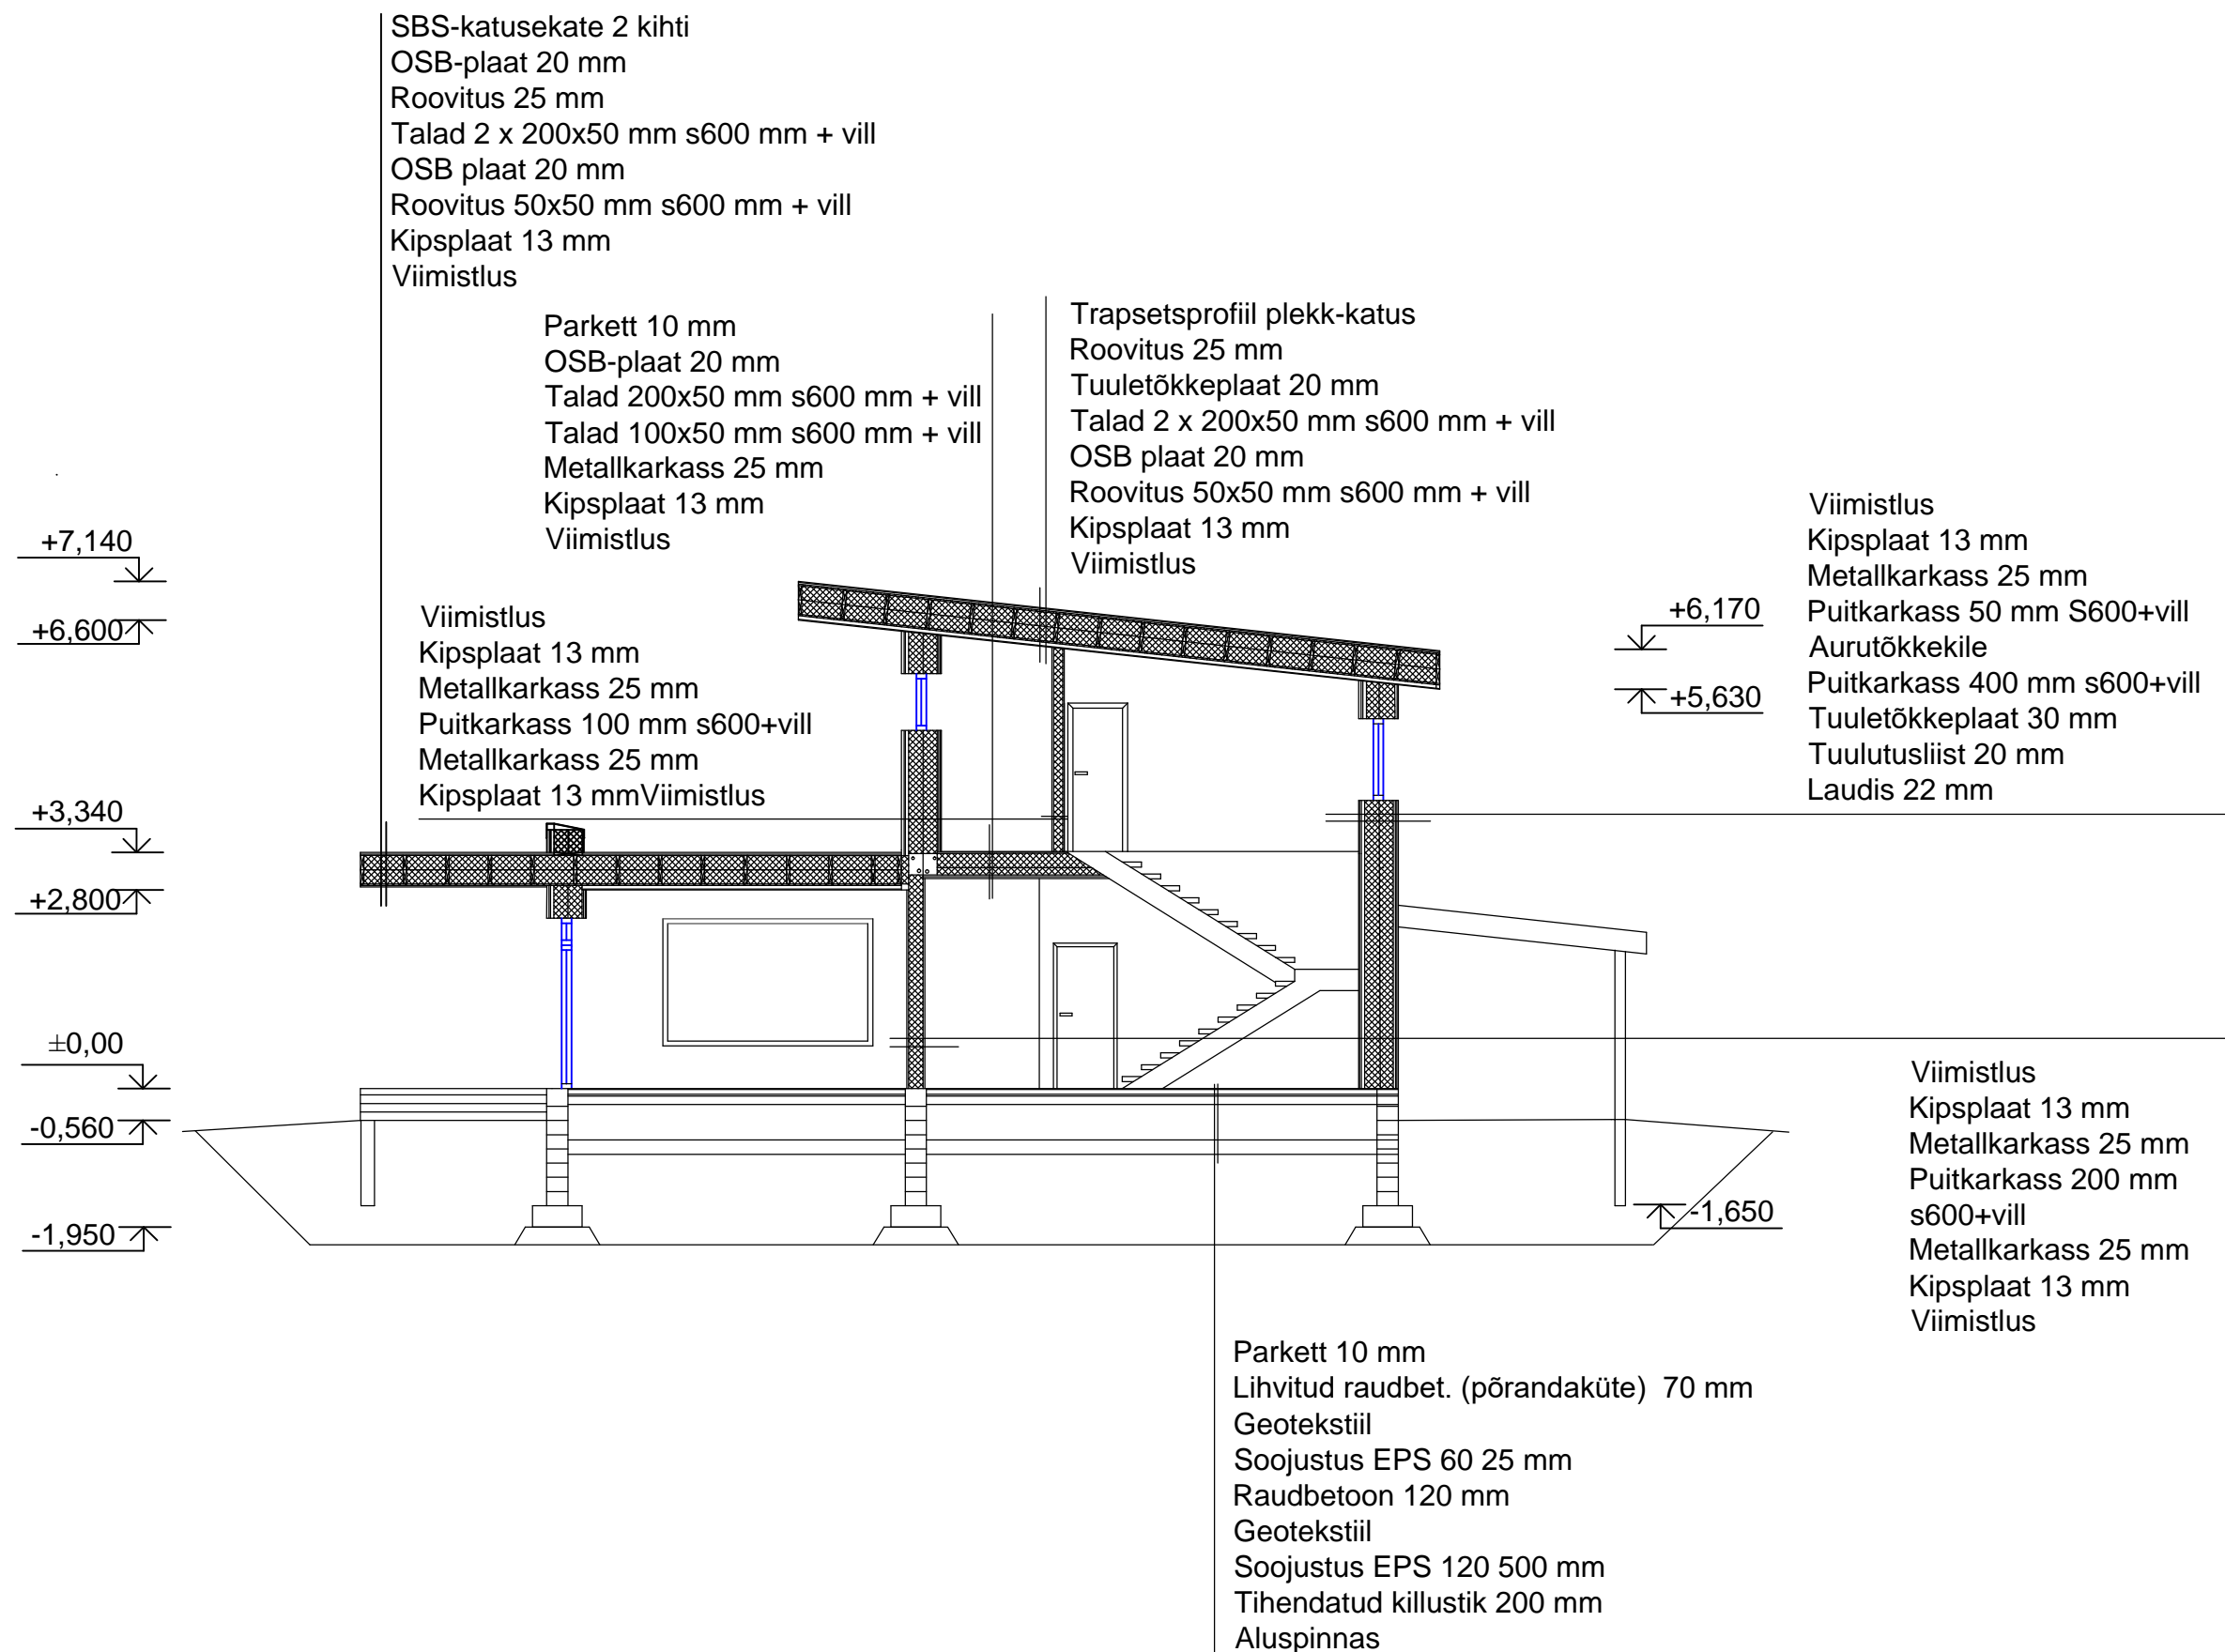 SBS-katusekate 2 kihti
OSB-plaat 20 mm
Roovitus 25 mm
Talad 2 x 200x50 mm s600 mm + vill
OSB plaat 20 mm
Roovitus 50x50 mm s600 mm + vill
Kipsplaat 13 mm
Viimistlus
Parkett 10 mm
OSB-plaat 20 mm
Talad 200x50 mm s600 mm + vill
Talad 100x50 mm s600 mm + vill
Metallkarkass 25 mm
Kipsplaat 13 mm
Viimistlus
Trapsetsprofiil plekk-katus
Roovitus 25 mm
Tuuletõkkeplaat 20 mm
Talad 2 x 200x50 mm s600 mm + vill
OSB plaat 20 mm
Roovitus 50x50 mm s600 mm + vill
Kipsplaat 13 mm
Viimistlus
Viimistlus
Kipsplaat 13 mm
Metallkarkass 25 mm
Puitkarkass 50 mm S600+vill
Aurutõkkekile
Puitkarkass 400 mm s600+vill
Tuuletõkkeplaat 30 mm
Tuulutusliist 20 mm
Laudis 22 mm
Viimistlus
Kipsplaat 13 mm
Metallkarkass 25 mm
Puitkarkass 100 mm s600+vill
Metallkarkass 25 mm
Kipsplaat 13 mmViimistlus
+7,140
+6,600
+3,340
+2,800
±0,00
-0,560
-1,950
+6,170
+5,630
-1,650
Viimistlus
Kipsplaat 13 mm
Metallkarkass 25 mm
Puitkarkass 200 mm
s600+vill
Metallkarkass 25 mm
Kipsplaat 13 mm
Viimistlus
Parkett 10 mm
Lihvitud raudbet. (põrandaküte) 70 mm
Geotekstiil
Soojustus EPS 60 25 mm
Raudbetoon 120 mm
Geotekstiil
Soojustus EPS 120 500 mm
Tihendatud killustik 200 mm
Aluspinnas